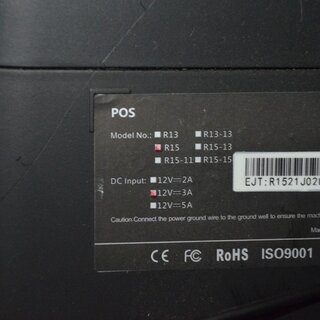 POS
Model No.: R13 R13-13
R15 R15-13
R15-11 R15-15
DC Input: 12V⎓2A
12V⎓3A
12V⎓5A
Caution:Connect the power ground wire to the ground well to ensure the
EJT:R1521J02
CE FC RoHS ISO9001